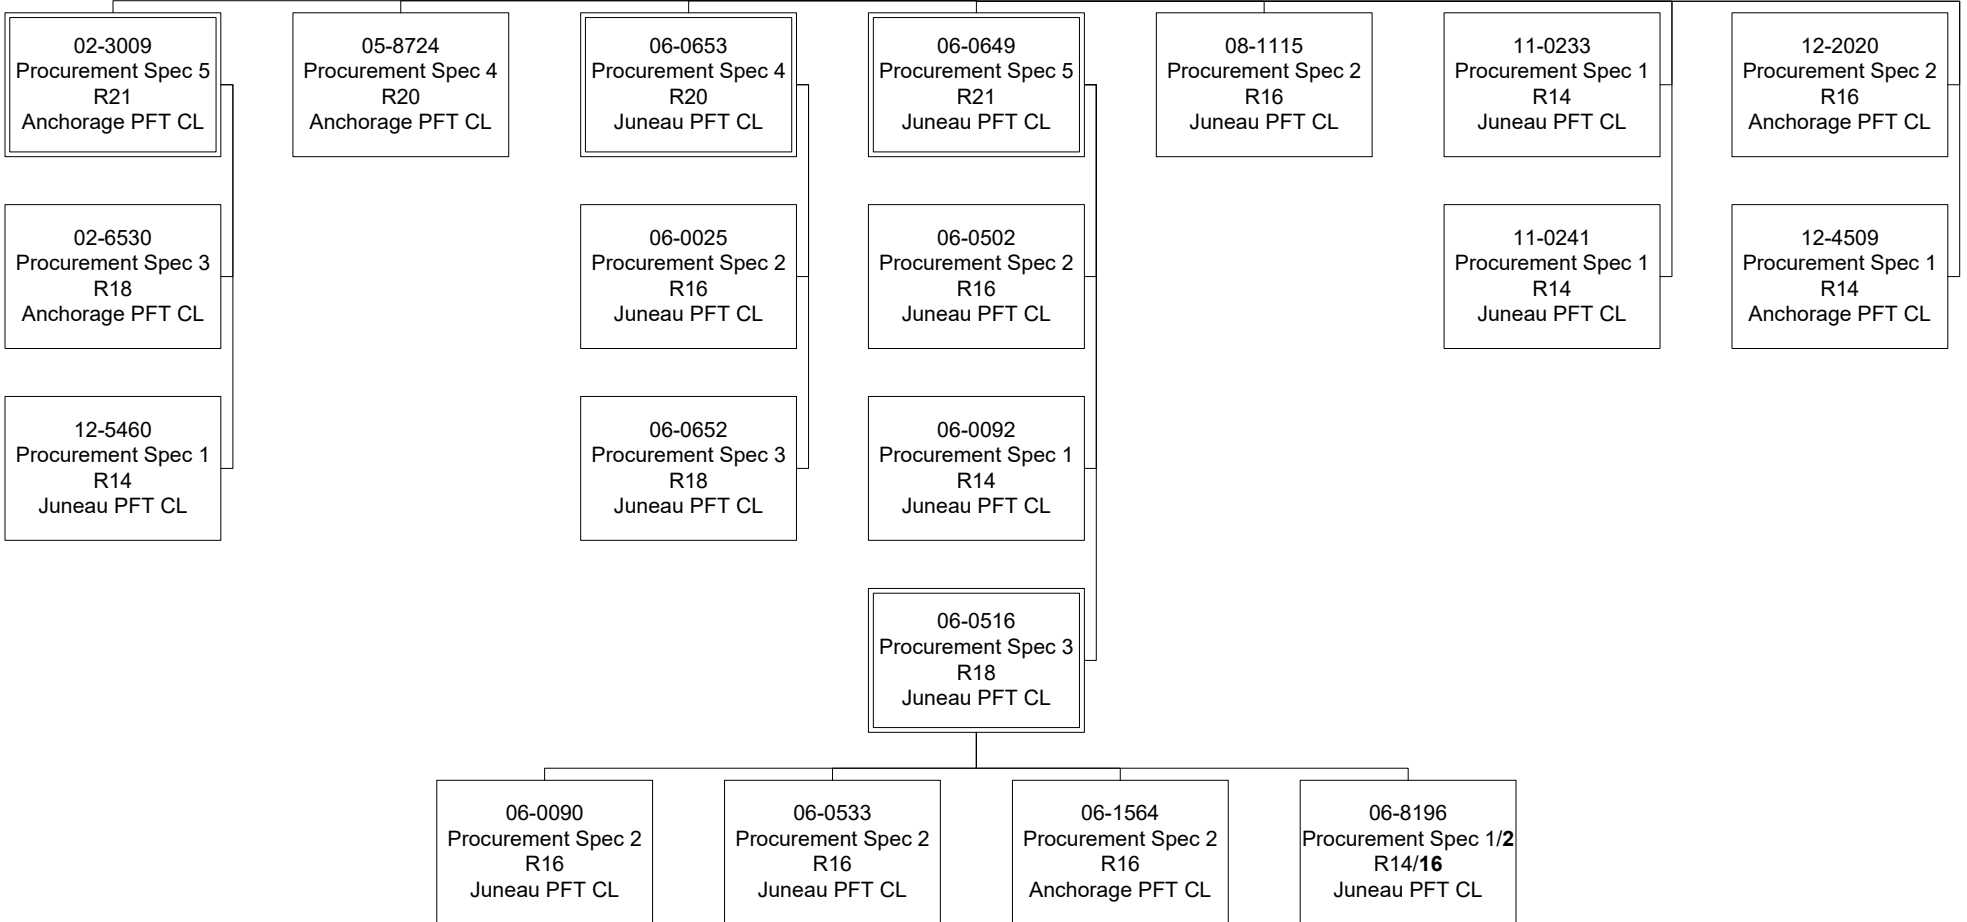 02-3009
Procurement Spec 5
R21
Anchorage PFT CL
05-8724
Procurement Spec 4
R20
Anchorage PFT CL
06-0653
Procurement Spec 4
R20
Juneau PFT CL
06-0649
Procurement Spec 5
R21
Juneau PFT CL
08-1115
Procurement Spec 2
R16
Juneau PFT CL
11-0233
Procurement Spec 1
R14
Juneau PFT CL
12-2020
Procurement Spec 2
R16
Anchorage PFT CL
02-6530
Procurement Spec 3
R18
Anchorage PFT CL
06-0025
Procurement Spec 2
R16
Juneau PFT CL
06-0502
Procurement Spec 2
R16
Juneau PFT CL
11-0241
Procurement Spec 1
R14
Juneau PFT CL
12-4509
Procurement Spec 1
R14
Anchorage PFT CL
12-5460
Procurement Spec 1
R14
Juneau PFT CL
06-0652
Procurement Spec 3
R18
Juneau PFT CL
06-0092
Procurement Spec 1
R14
Juneau PFT CL
06-0516
Procurement Spec 3
R18
Juneau PFT CL
06-0090
Procurement Spec 2
R16
Juneau PFT CL
06-0533
Procurement Spec 2
R16
Juneau PFT CL
06-1564
Procurement Spec 2
R16
Anchorage PFT CL
06-8196
Procurement Spec 1/2
R14/16
Juneau PFT CL